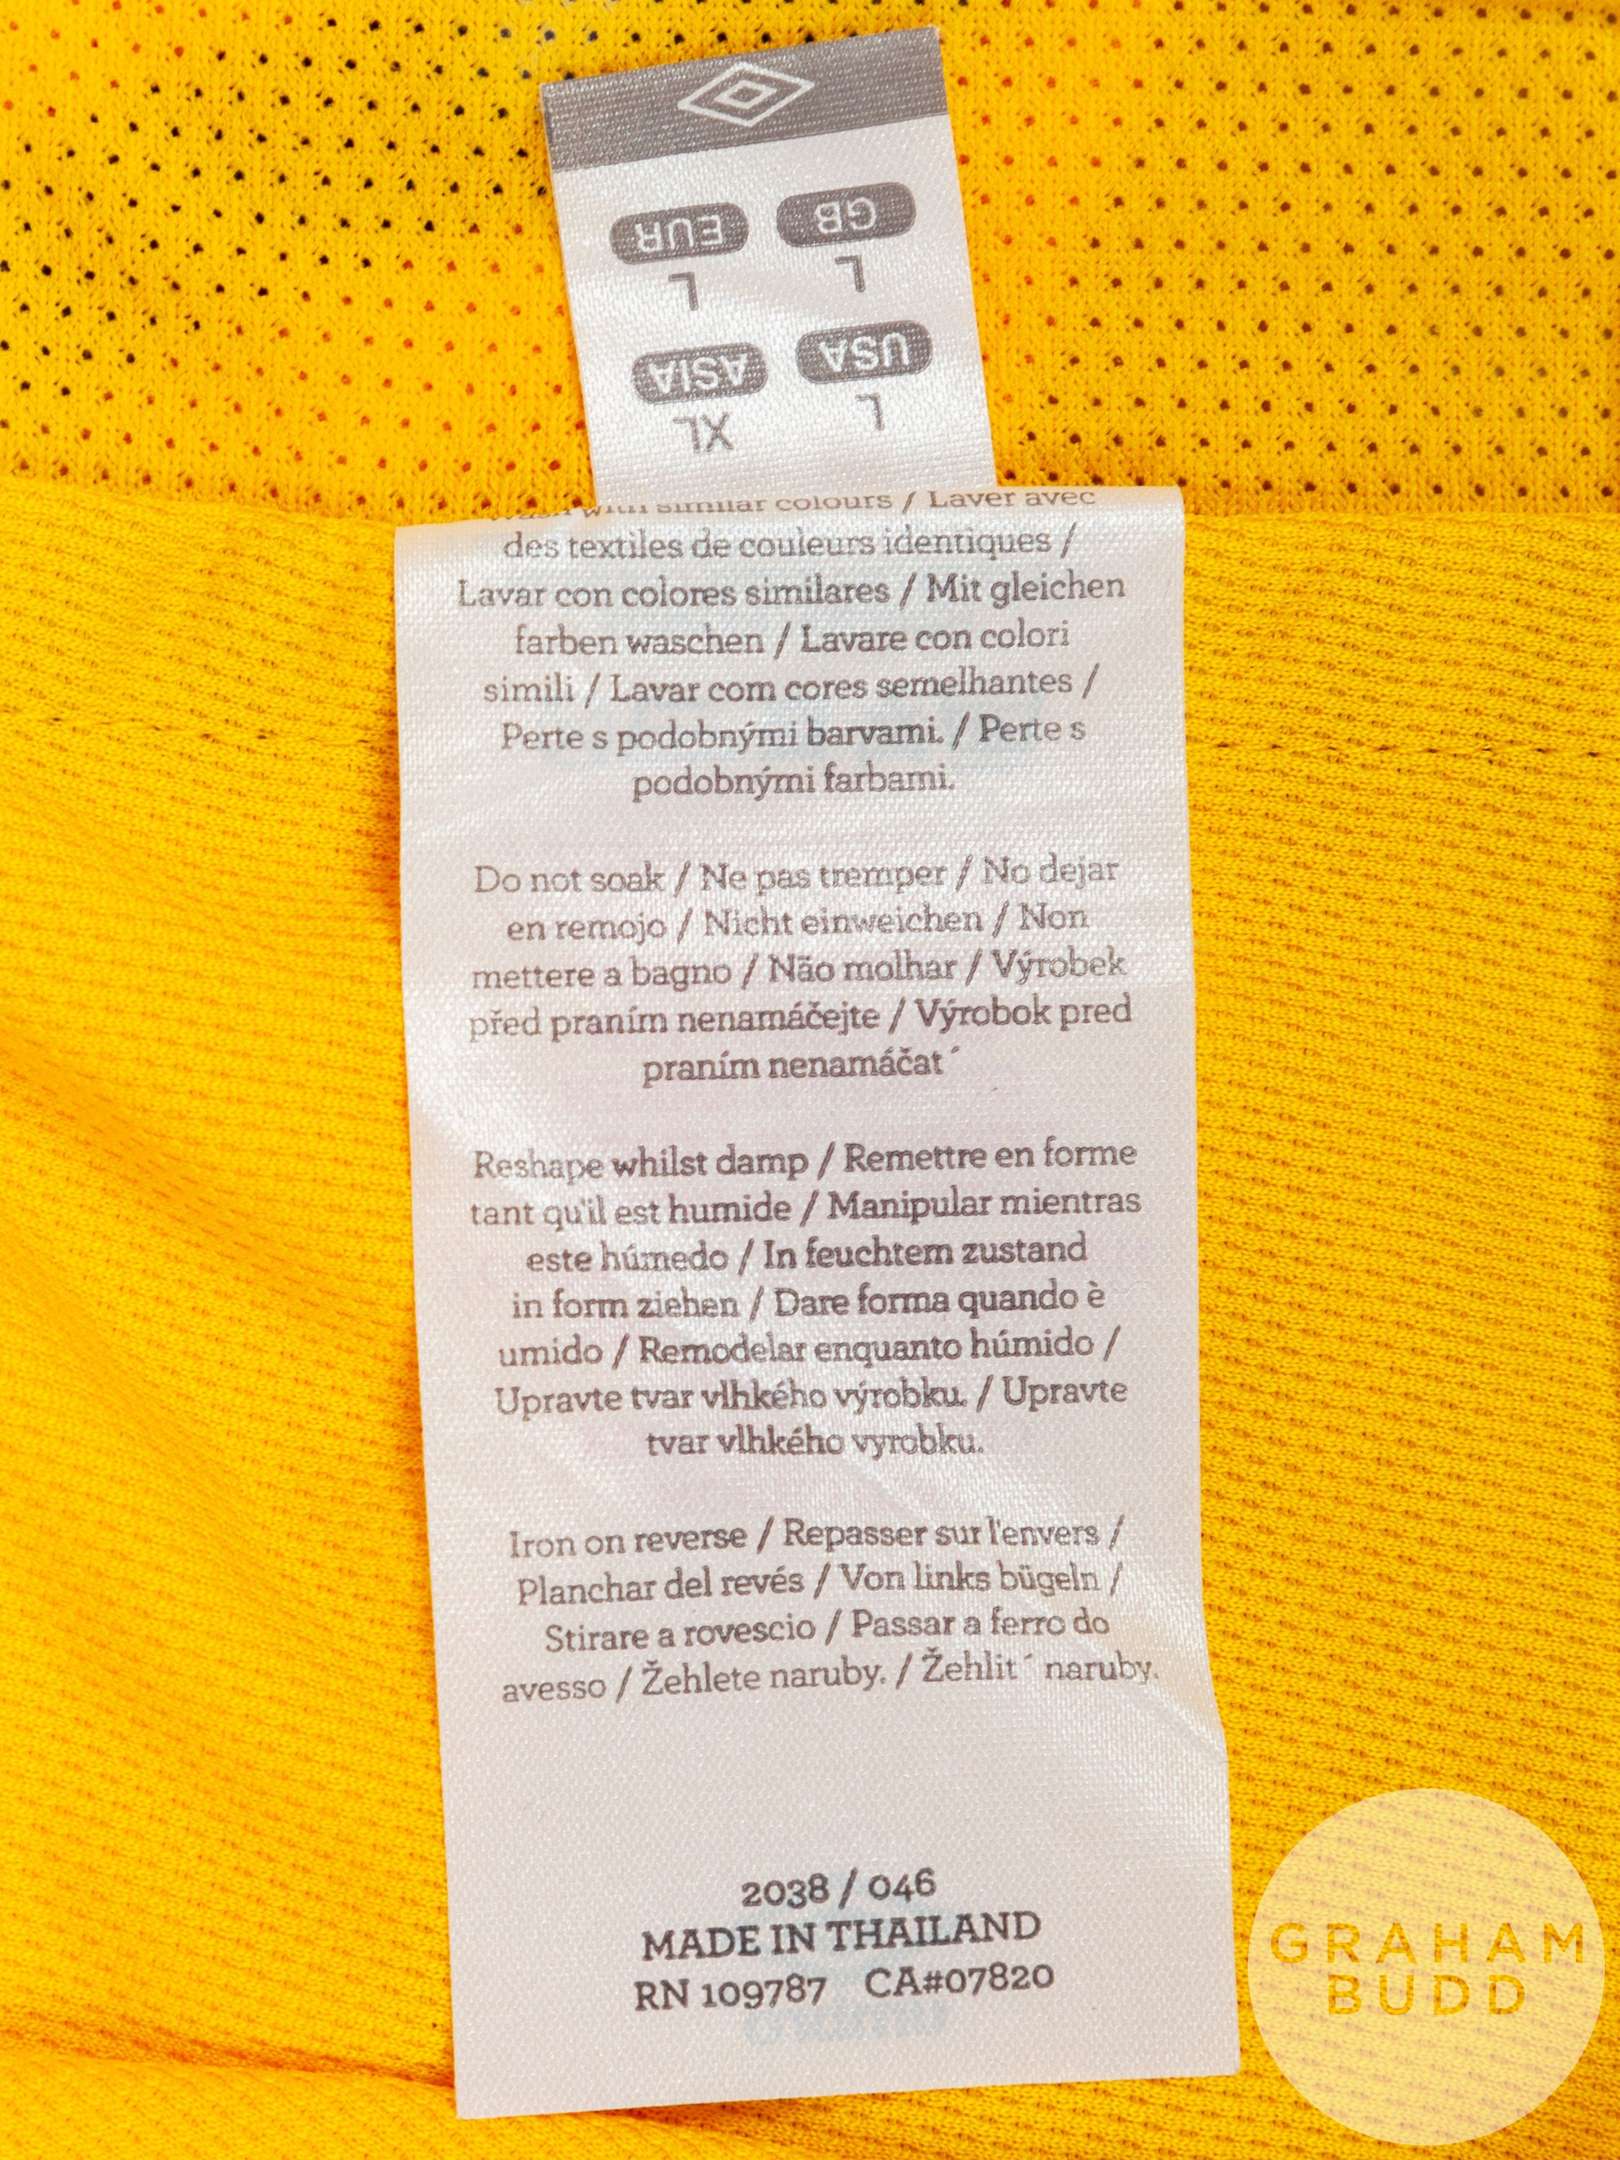 GB
EUR
L
L
USA
ASIA
L
XL
with similar colours / Laver avec
des textiles de couleurs identiques /
Lavar con colores similares / Mit gleichen
farben waschen / Lavare con colori
simili / Lavar com cores semelhantes /
Perte s podobnými barvami. / Perte s
podobnými farbami.
Do not soak / Ne pas tremper / No dejar
en remojo / Nicht einweichen / Non
mettere a bagno / Não molhar / Výrobek
před praním nenamáčejte / Výrobok pred
praním nenamáčat´
Reshape whilst damp / Remettre en forme
tant qu'il est humide / Manipular mientras
este húmedo / In feuchtem zustand
in form ziehen / Dare forma quando è
umido / Remodelar enquanto húmido /
Upravte tvar vlhkého výrobku. / Upravte
tvar vlhkého vyrobku.
Iron on reverse / Repasser sur l'envers /
Planchar del revés / Von links bügeln /
Stirare a rovescio / Passar a ferro do
avesso / Žehlete naruby. / Žehlit´ naruby.
2038 / 046
MADE IN THAILAND
RN 109787 CA#07820
GRAHAM
BUDD